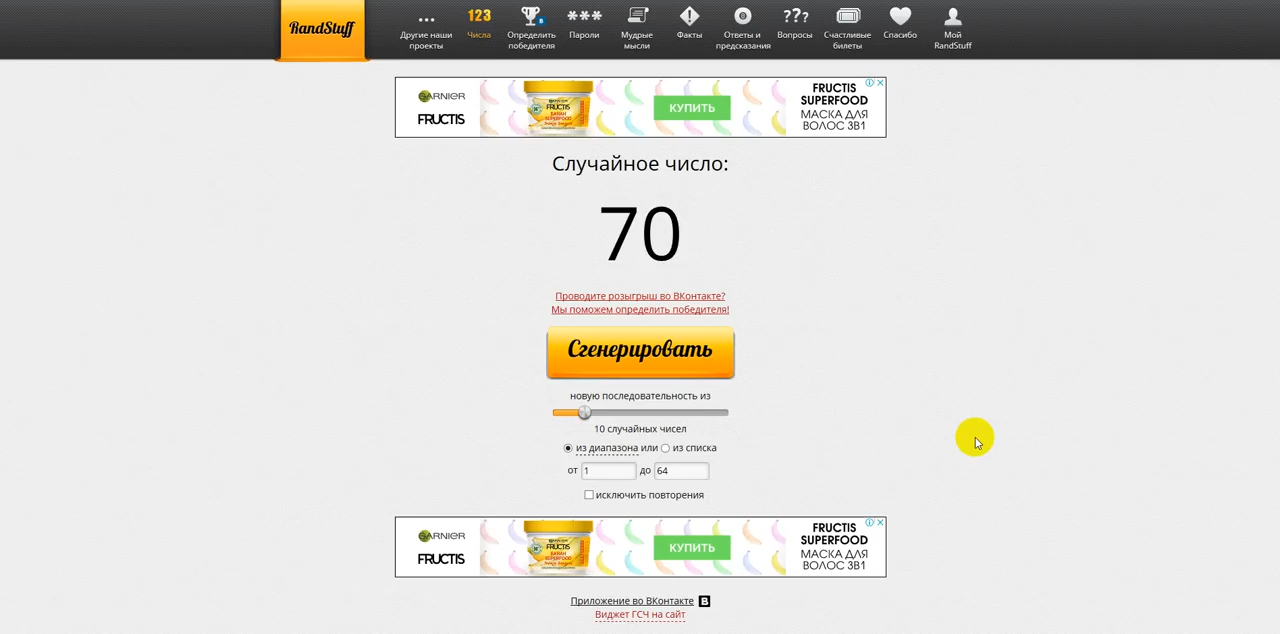 RandStuff
Другие наши проекты
123
Числа
Определить победителя
Пароли
Мудрые мысли
Факты
Ответы и предсказания
???
Вопросы
Счастливые билеты
Спасибо
Мой RandStuff
GARNIER
FRUCTIS
КУПИТЬ
FRUCTIS
SUPERFOOD
МАСКА ДЛЯ
ВОЛОС 3В1
Случайное число:
70
Проводите розыгрыш во ВКонтакте?
Мы поможем определить победителя!
Сгенерировать
новую последовательность из
10 случайных чисел
из диапазона или из списка
от 1 до 64
исключить повторения
GARNIER
FRUCTIS
КУПИТЬ
FRUCTIS
SUPERFOOD
МАСКА ДЛЯ
ВОЛОС 3В1
Приложение во ВКонтакте
Виджет ГСЧ на сайт